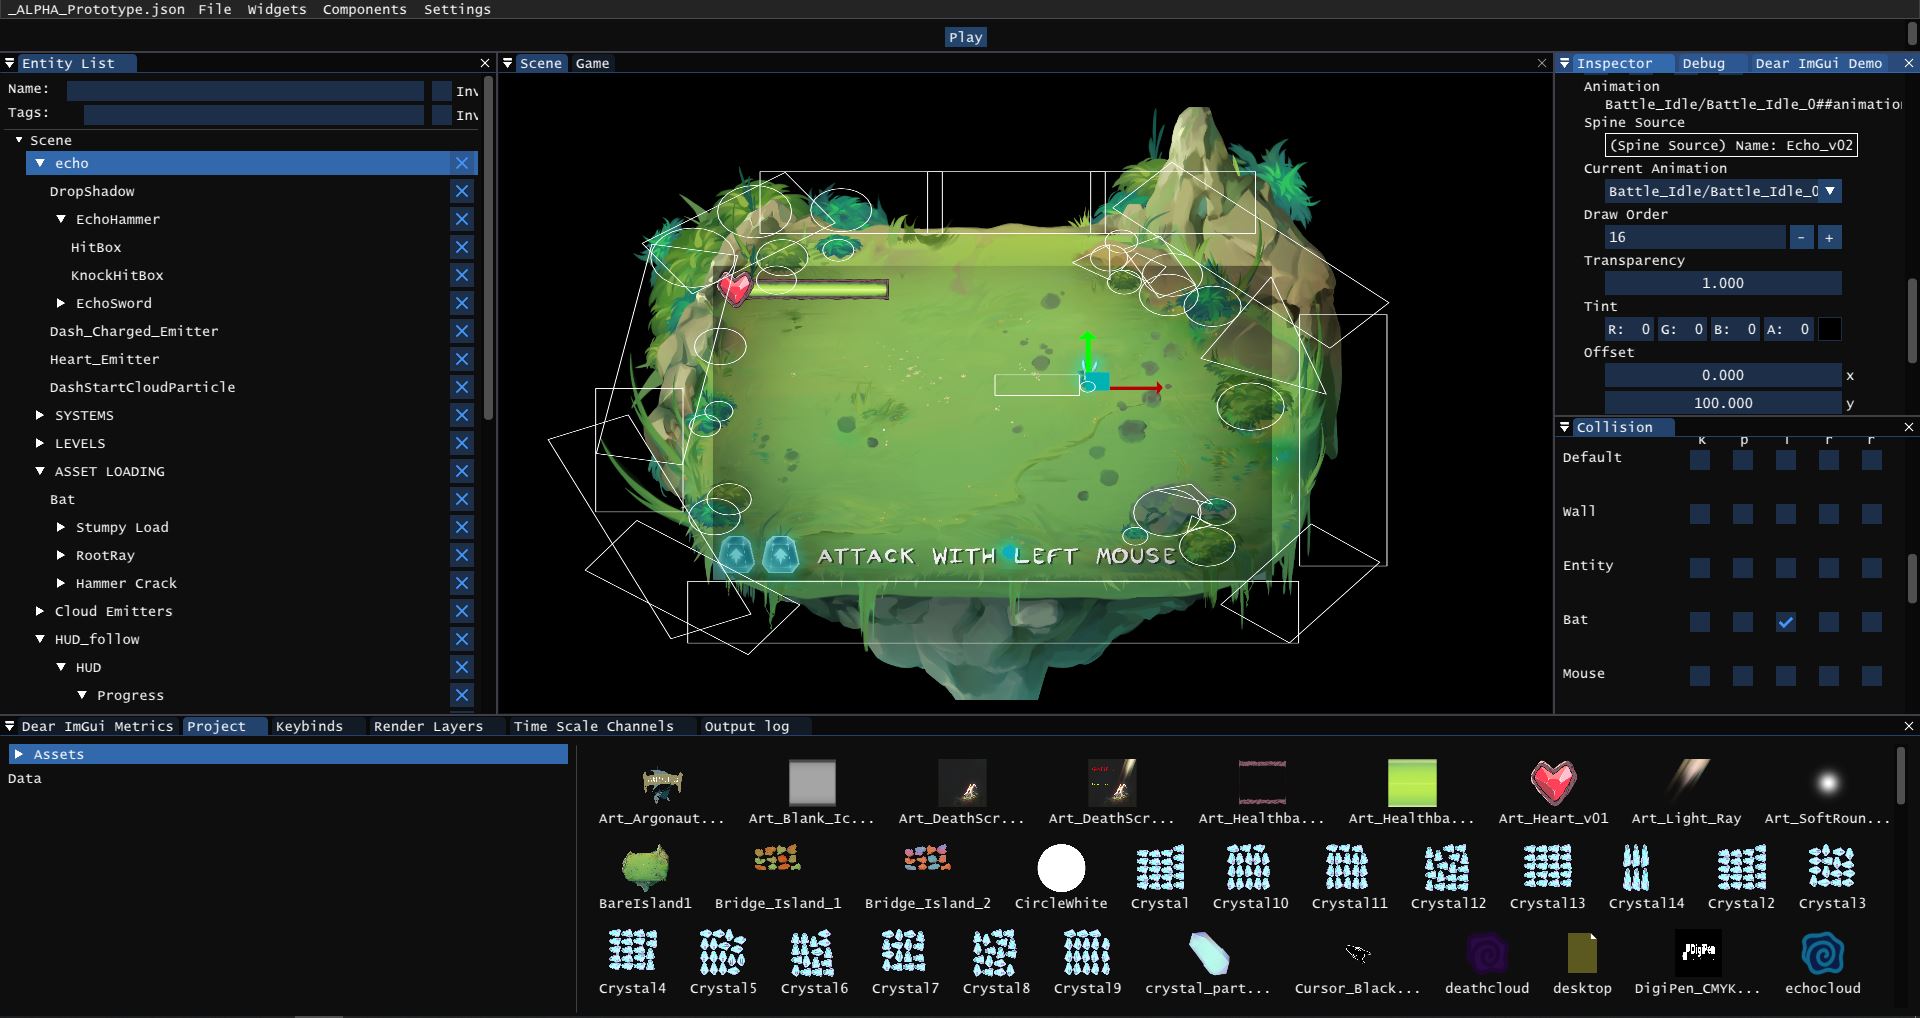 _ALPHA_Prototype.json File Widgets Components Settings
Play
Entity List
Name: Inv
Tags: Inv
Scene
echo
DropShadow
EchoHammer
HitBox
KnockHitBox
EchoSword
Dash_Charged_Emitter
Heart_Emitter
DashStartCloudParticle
SYSTEMS
LEVELS
ASSET LOADING
Bat
Stumpy Load
RootRay
Hammer Crack
Cloud Emitters
HUD_follow
HUD
Progress
Scene Game
ATTACK WITH LEFT MOUSE
Inspector Debug Dear ImGui Demo
Animation
Battle_Idle/Battle_Idle_0##animatio
Spine Source
(Spine Source) Name: Echo_v02
Current Animation
Battle_Idle/Battle_Idle_0
Draw Order
16 - +
Transparency
1.000
Tint
R: 0 G: 0 B: 0 A: 0
Offset
0.000 x
100.000 y
Collision
Default
Wall
Entity
Bat
Mouse
Dear ImGui Metrics Project Keybinds Render Layers Time Scale Channels Output log
Assets
Data
Art_Argonaut... Art_Blank_Ic... Art_DeathScr... Art_DeathScr... Art_Healthba... Art_Healthba... Art_Heart_v01 Art_Light_Ray Art_SoftRoun...
BareIsland1 Bridge_Island_1 Bridge_Island_2 CircleWhite Crystal Crystal10 Crystal11 Crystal12 Crystal13 Crystal14 Crystal2 Crystal3
DigiPen
Crystal4 Crystal5 Crystal6 Crystal7 Crystal8 Crystal9 crystal_part... Cursor_Black... deathcloud desktop DigiPen_CMYK... echocloud